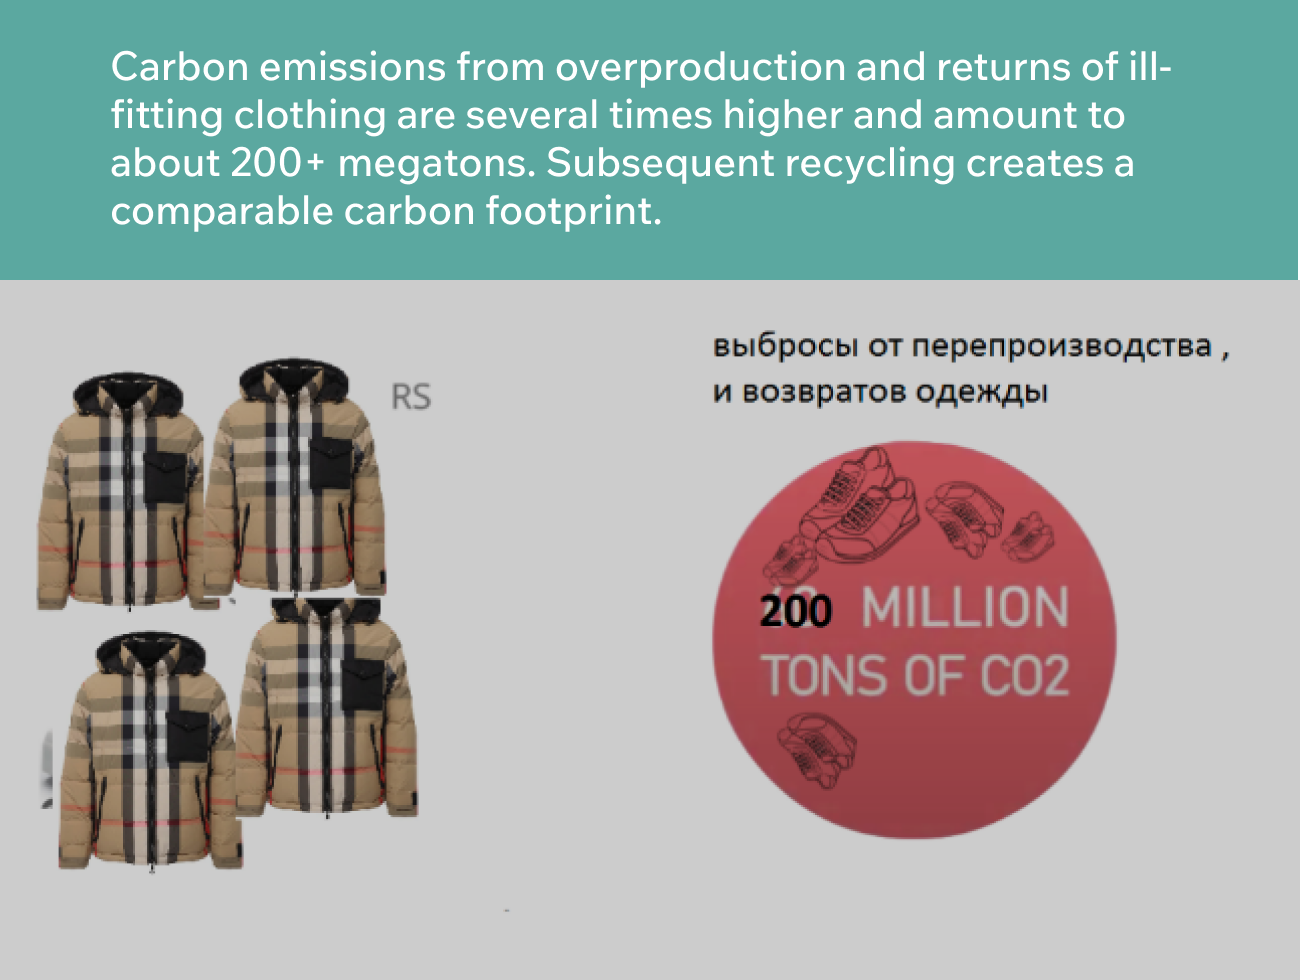 Carbon emissions from overproduction and returns of ill-
fitting clothing are several times higher and amount to
about 200+ megatons. Subsequent recycling creates a
comparable carbon footprint.
RS
выбросы от перепроизводства ,
и возвратов одежды
200 MILLION
TONS OF CO2